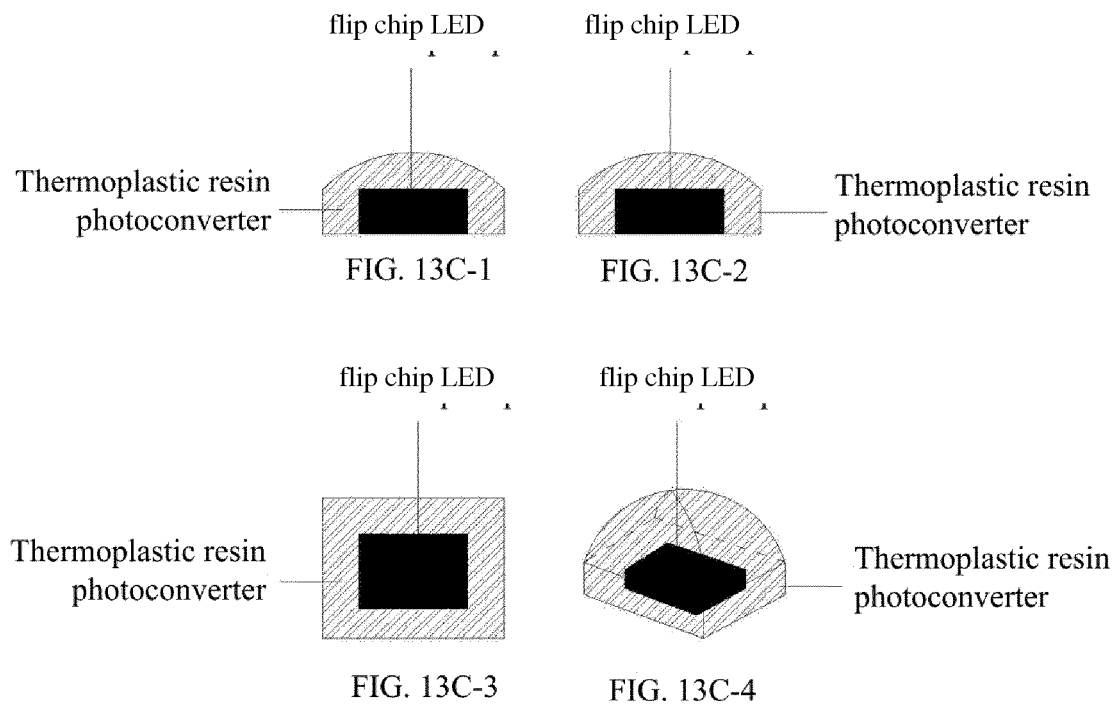 flip chip LED
flip chip LED
Thermoplastic resin
photoconverter
Thermoplastic resin
photoconverter
FIG. 13C-1
FIG. 13C-2
flip chip LED
flip chip LED
Thermoplastic resin
photoconverter
Thermoplastic resin
photoconverter
FIG. 13C-3
FIG. 13C-4